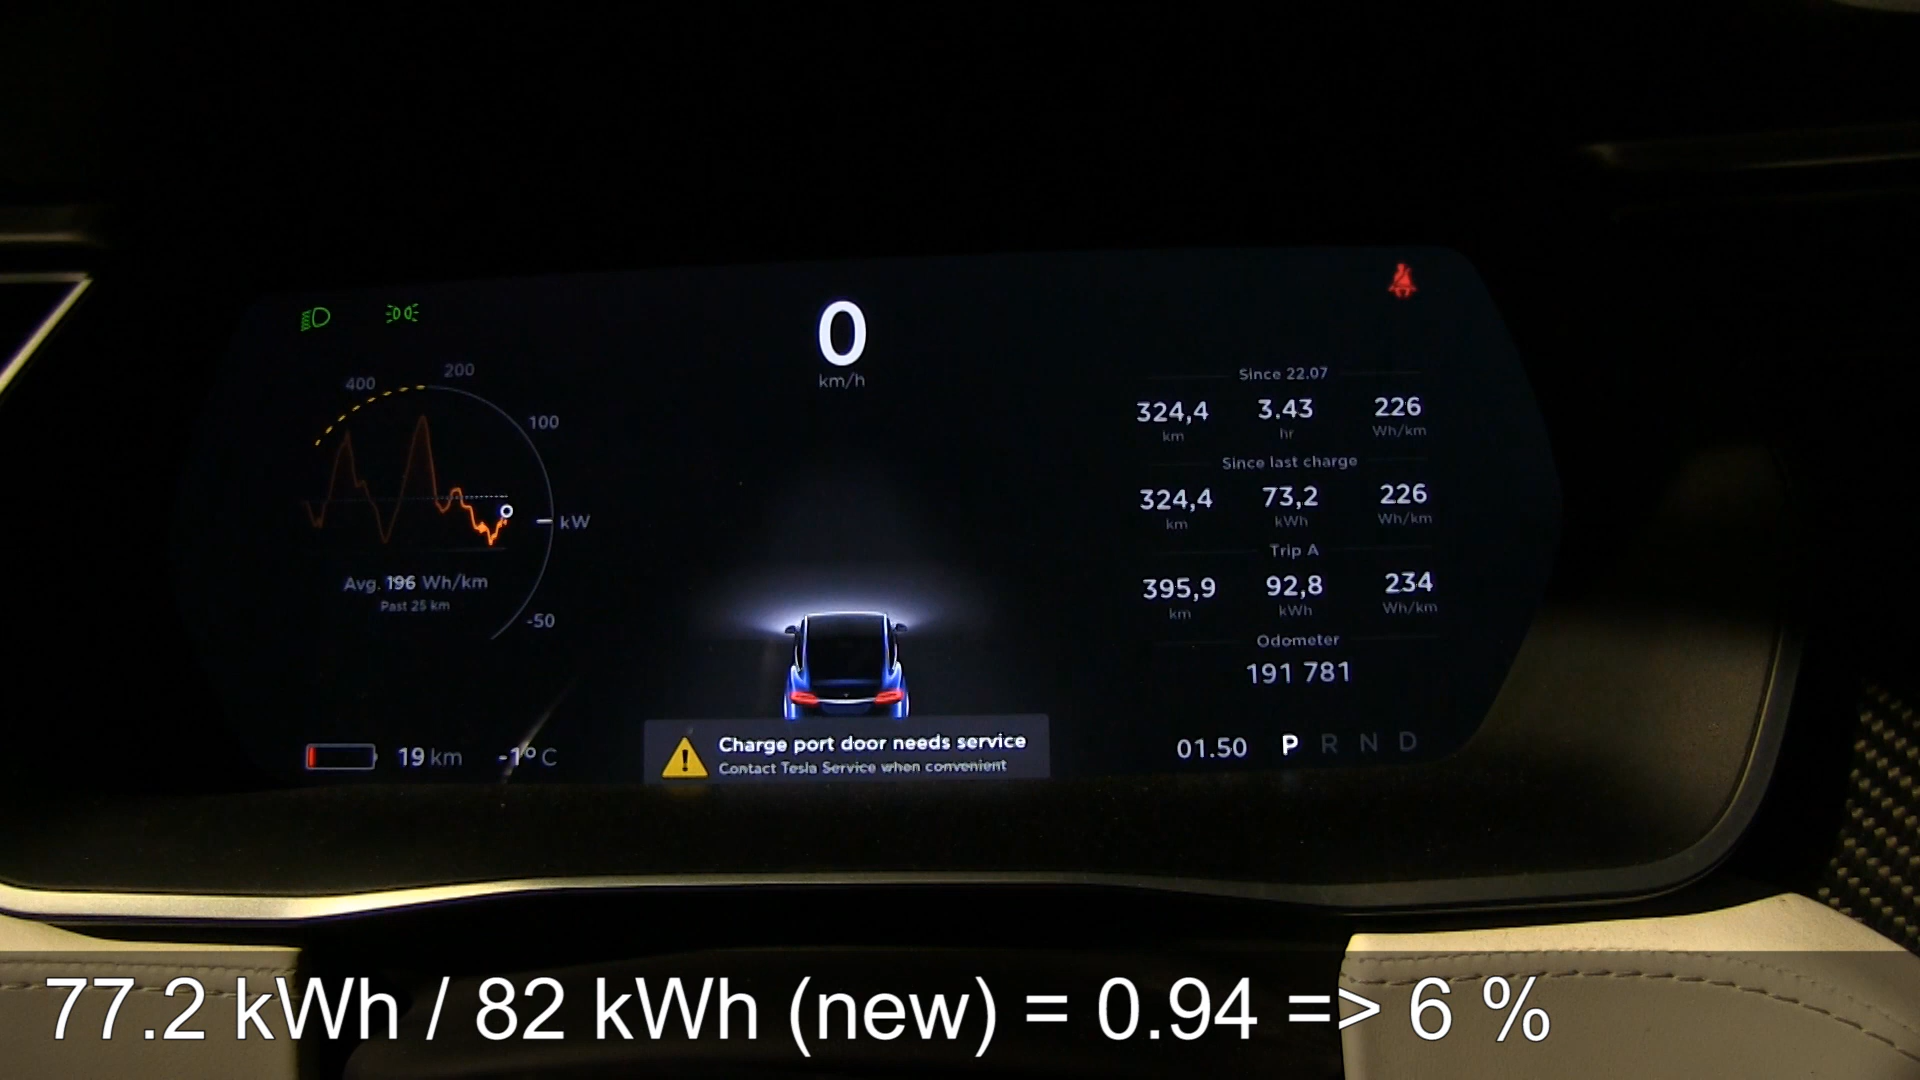 0
km/h
400
200
100
kW
-50
Avg. 196 Wh/km
Past 25 km
19 km -1° C
Charge port door needs service
Contact Tesla Service when convenient
Since 22.07
324,4 3.43 226
km hr Wh/km
Since last charge
324,4 73,2 226
km kWh Wh/km
Trip A
395,9 92,8 234
km kWh Wh/km
Odometer
191 781
01.50 P R N D
77.2 kWh / 82 kWh (new) = 0.94 => 6 %